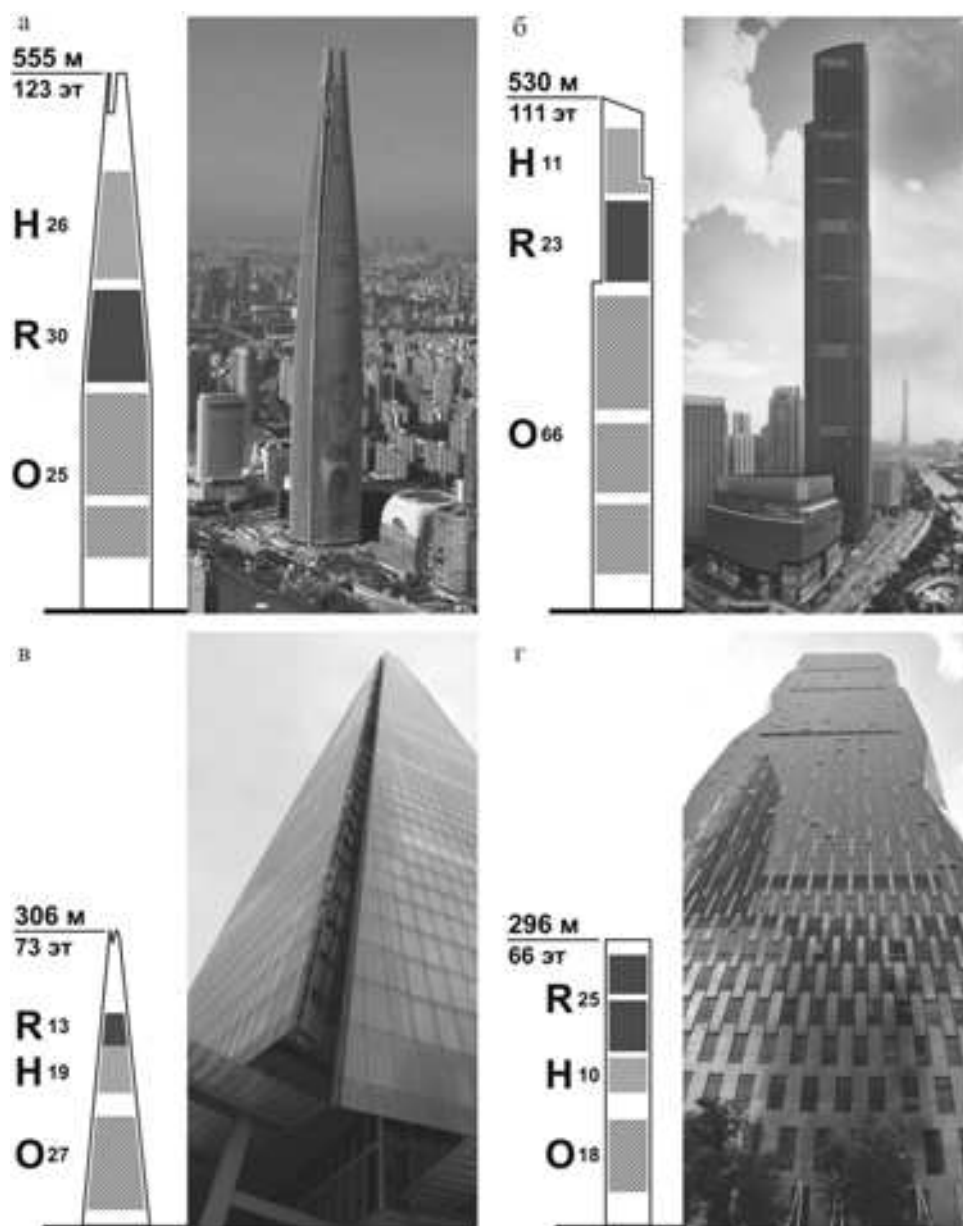 а
555 м
123 эт
H 26
R 30
O 25
б
530 м
111 эт
H 11
R 23
O 66
в
306 м
73 эт
R 13
H 19
O 27
г
296 м
66 эт
R 25
H 10
O 18